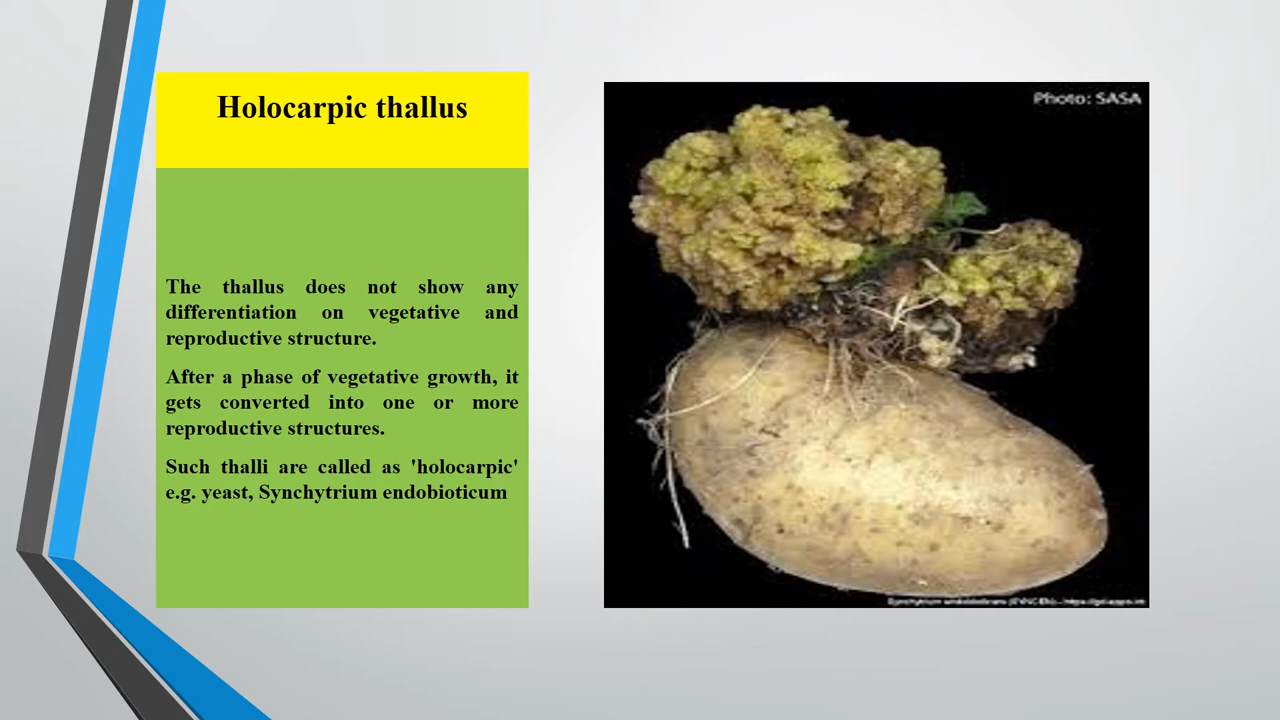 Holocarpic thallus
Photo: SASA
The thallus does not show any
differentiation on vegetative and
reproductive structure.
After a phase of vegetative growth, it
gets converted into one or more
reproductive structures.
Such thalli are called as 'holocarpic'
e.g. yeast, Synchytrium endobioticum